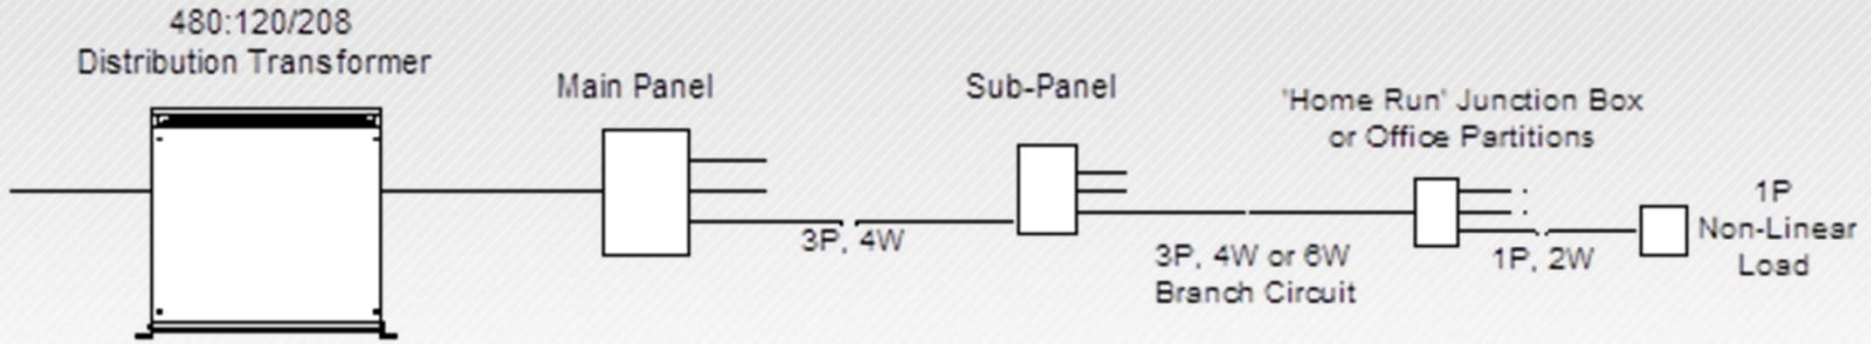 480:120/208
Distribution Transformer
Main Panel
Sub-Panel
'Home Run' Junction Box
or Office Partitions
3P, 4W
3P, 4W or 6W
Branch Circuit
1P, 2W
1P
Non-Linear
Load